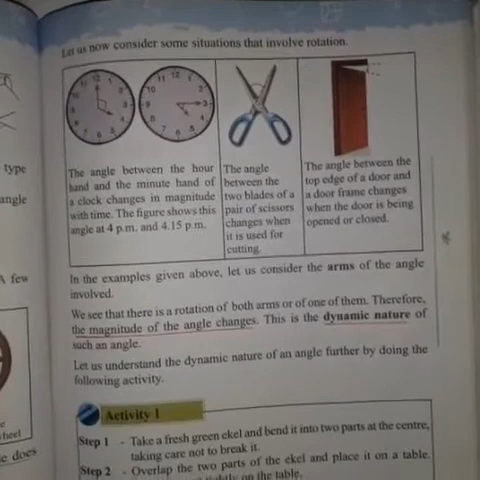 Let us now consider some situations that involve rotation.
The angle between the hour
hand and the minute hand of
a clock changes in magnitude
with time. The figure shows this
angle at 4 p.m. and 4.15 p.m.
The angle
between the
two blades of a
pair of scissors
changes when
it is used for
cutting.
The angle between the
top edge of a door and
a door frame changes
when the door is being
opened or closed.
In the examples given above, let us consider the arms of the angle
involved.
We see that there is a rotation of both arms or of one of them. Therefore,
the magnitude of the angle changes. This is the dynamic nature of
such an angle.
Let us understand the dynamic nature of an angle further by doing the
following activity.
Activity 1
Step 1 - Take a fresh green ekel and bend it into two parts at the centre,
taking care not to break it.
Step 2 - Overlap the two parts of the ekel and place it on a table.
tightly on the table.
type
angle
A few
wheel
e does